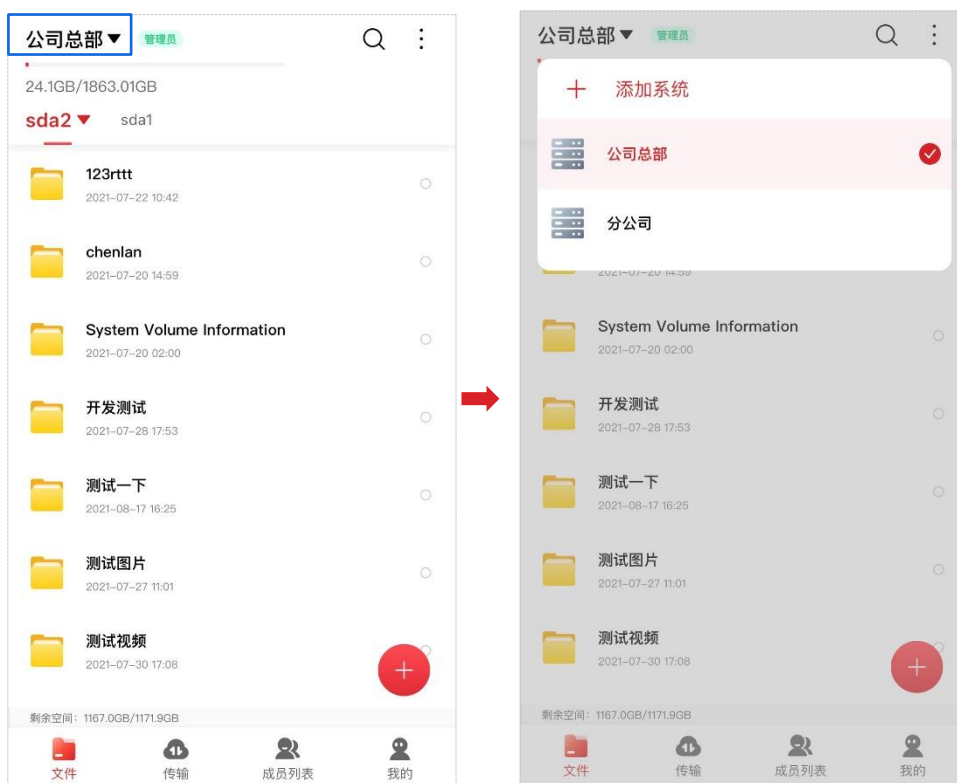 公司总部▼ 管理员
24.1GB/1863.01GB
sda2▼ sda1
123rttt
2021-07-22 10:42
chenlan
2021-07-20 14:59
System Volume Information
2021-07-20 02:00
开发测试
2021-07-28 17:53
测试一下
2021-08-17 16:25
测试图片
2021-07-27 11:01
测试视频
2021-07-30 17:08
剩余空间：1167.0GB/1171.9GB
文件 传输 成员列表 我的
公司总部▼ 管理员
添加系统
公司总部
分公司
2021-07-20 14:59
System Volume Information
2021-07-20 02:00
开发测试
2021-07-28 17:53
测试一下
2021-08-17 16:25
测试图片
2021-07-27 11:01
测试视频
2021-07-30 17:08
剩余空间：1167.0GB/1171.9GB
文件 传输 成员列表 我的